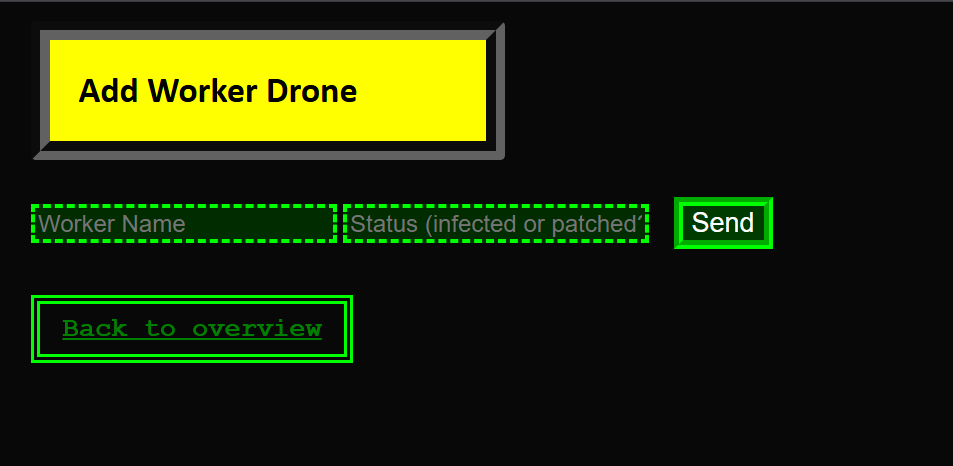 Add Worker Drone
Worker Name
Status (infected or patched?
Send
Back to overview